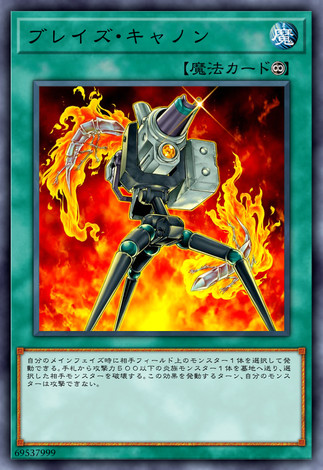 ブレイズ・キャノン
魔
【魔法カード】
自分のメインフェイズ時に相手フィールド上のモンスター１体を選択して発
動できる。手札から攻撃力５００以下の炎族モンスター１体を墓地へ送り、選
択した相手モンスターを破壊する。この効果を発動するターン、自分のモンス
ターは攻撃できない。
69537999